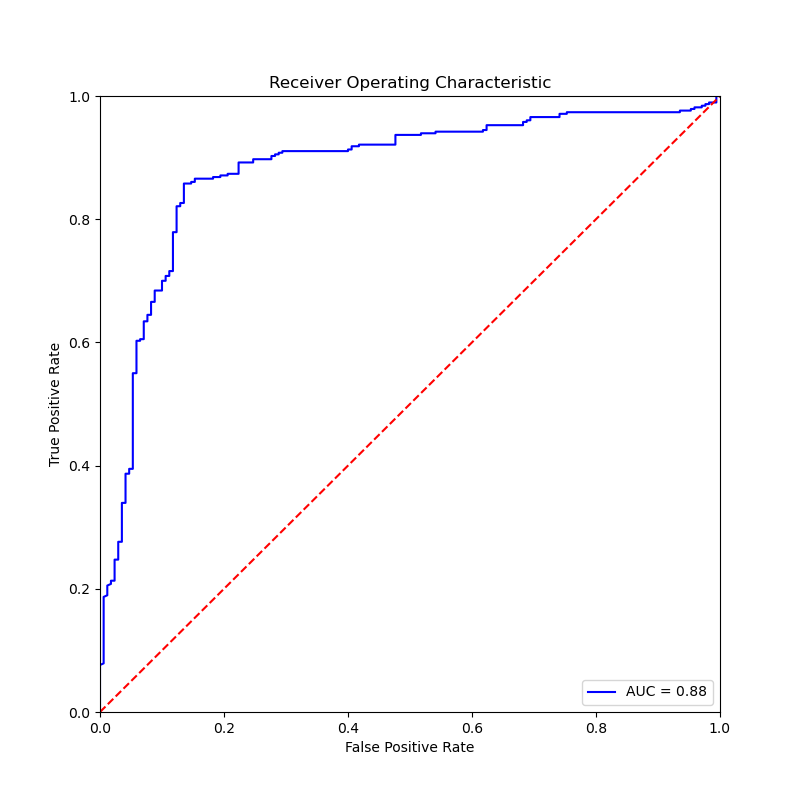 Receiver Operating Characteristic
1.0
0.8
0.6
0.4
0.2
0.0
True Positive Rate
AUC = 0.88
0.0 0.2 0.4 0.6 0.8 1.0
False Positive Rate